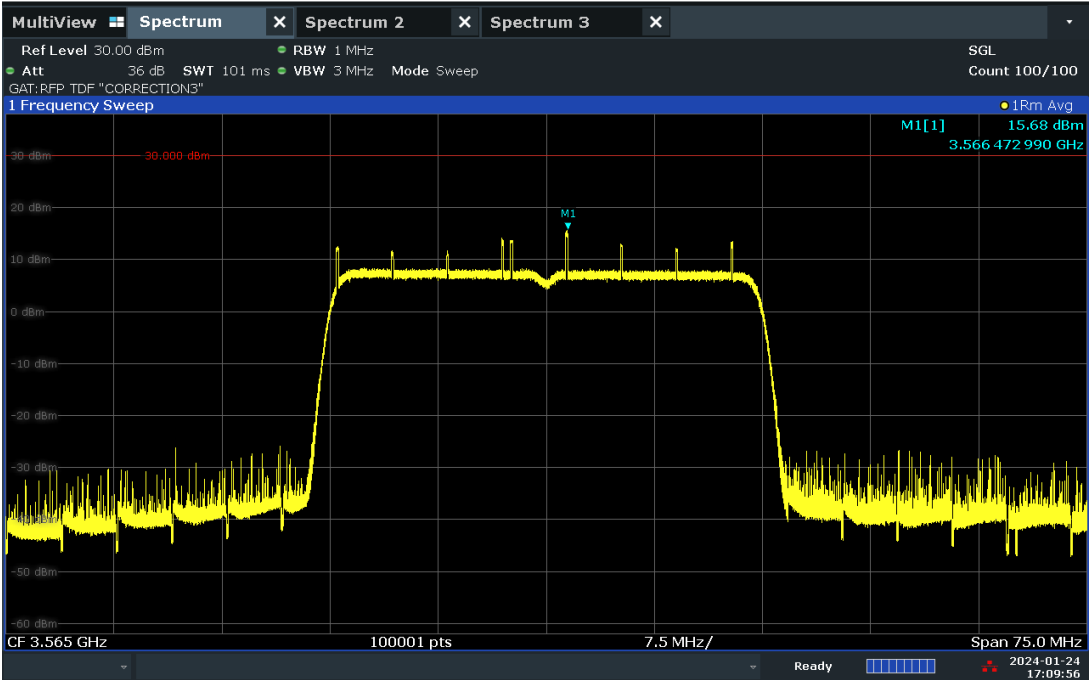 MultiView Spectrum X Spectrum 2 X Spectrum 3 X
Ref Level 30.00 dBm RBW 1 MHz SGL
Att 36 dB SWT 101 ms VBW 3 MHz Mode Sweep Count 100/100
GAT:RFP TDF "CORRECTION3"
1 Frequency Sweep 1Rm Avg
M1[1] 15.68 dBm
3.566 472 990 GHz
30 dBm 30.000 dBm
20 dBm
M1
10 dBm
0 dBm
-10 dBm
-20 dBm
-30 dBm
-40 dBm
-50 dBm
-60 dBm
CF 3.565 GHz 100001 pts 7.5 MHz/ Span 75.0 MHz
Ready 2024-01-24
17:09:56